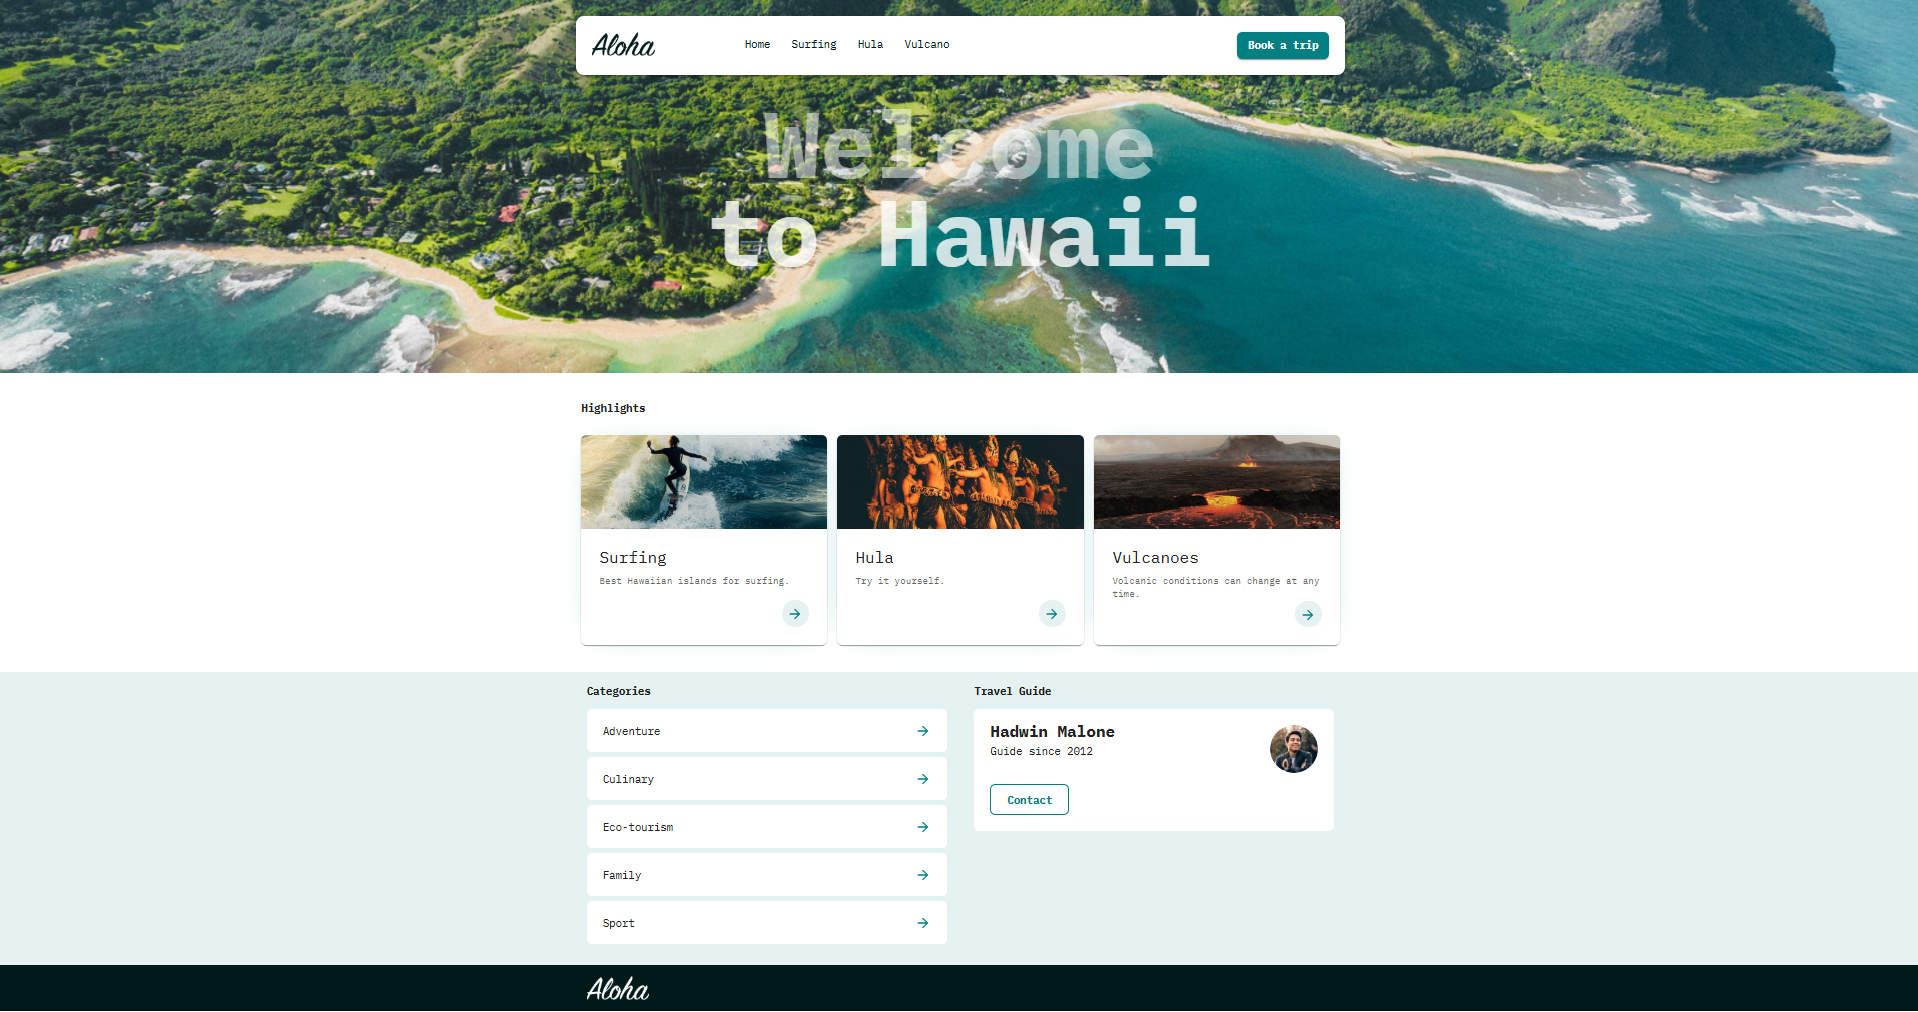 Aloha
Home Surfing Hula Vulcano
Book a trip
Welcome
to Hawaii
Highlights
Surfing
Best Hawaiian islands for surfing.
Hula
Try it yourself.
Vulcanoes
Volcanic conditions can change at any
time.
Categories
Adventure
Culinary
Eco-tourism
Family
Sport
Travel Guide
Hadwin Malone
Guide since 2012
Contact
Aloha